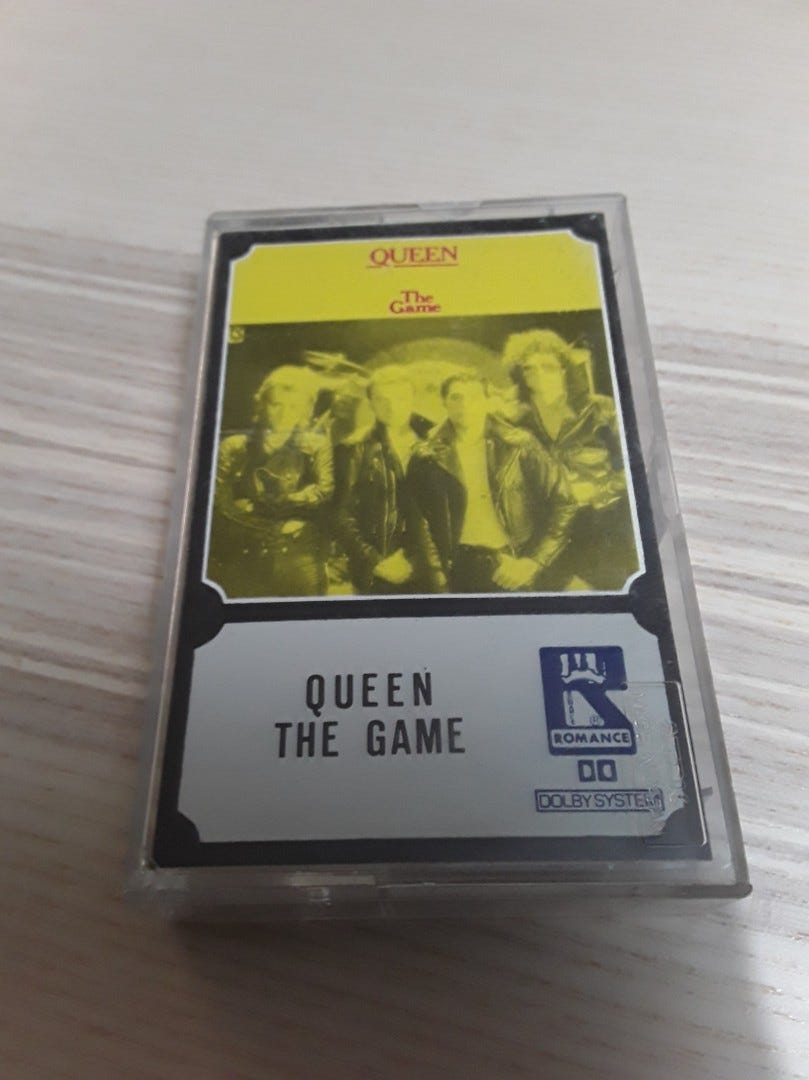 QUEEN
The
Game
QUEEN
THE GAME
R
®
ROMANCE
DOLBY SYSTEM